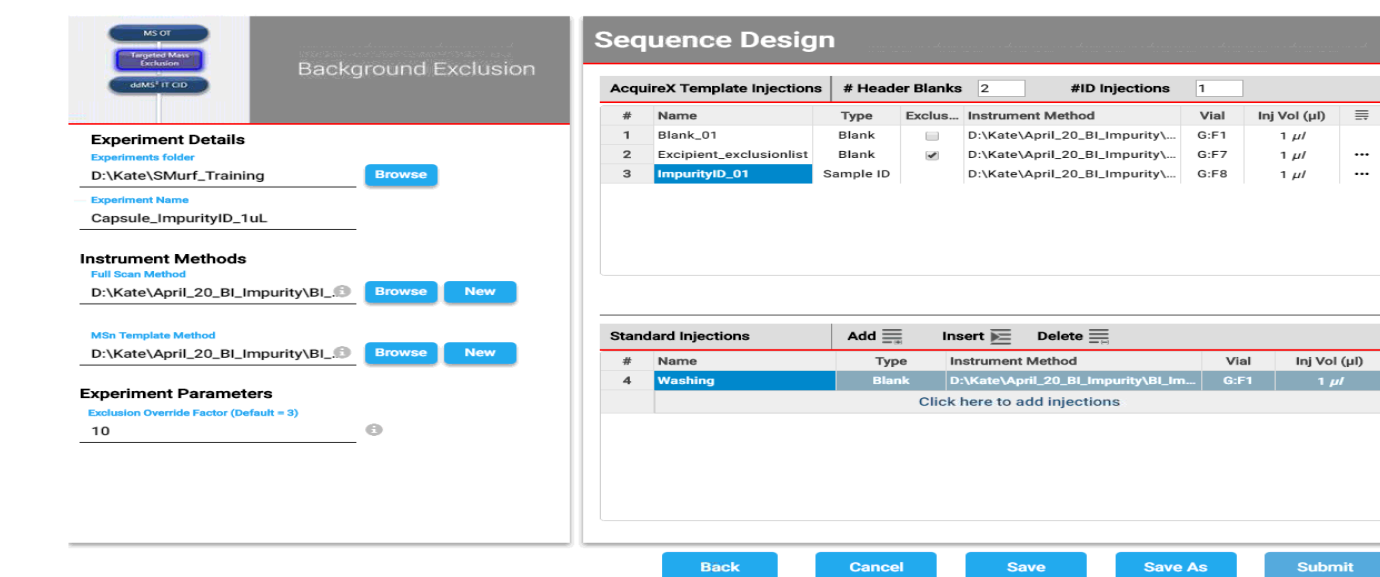 MS OT
Targeted Mass
Exclusion
ddMS² IT CID
Background Exclusion
Experiment Details
Experiments folder
D:\Kate\SMurf_Training
Browse
Experiment Name
Capsule_ImpurityID_1uL
Instrument Methods
Full Scan Method
D:\Kate\April_20_BI_Impurity\BI_...
Browse
New
MSn Template Method
D:\Kate\April_20_BI_Impurity\BI_...
Browse
New
Experiment Parameters
Exclusion Override Factor (Default = 3)
10
Sequence Design
AcquireX Template Injections # Header Blanks 2 #ID Injections 1
# Name Type Exclus... Instrument Method Vial Inj Vol (µl)
1 Blank_01 Blank D:\Kate\April_20_BI_Impurity\... G:F1 1 µl
2 Excipient_exclusionlist Blank D:\Kate\April_20_BI_Impurity\... G:F7 1 µl ...
3 ImpurityID_01 Sample ID D:\Kate\April_20_BI_Impurity\... G:F8 1 µl ...
Standard Injections Add Insert Delete
# Name Type Instrument Method Vial Inj Vol (µl)
4 Washing Blank D:\Kate\April_20_BI_Impurity\BI_Im... G:F1 1 µl
Click here to add injections
Back Cancel Save Save As Submit